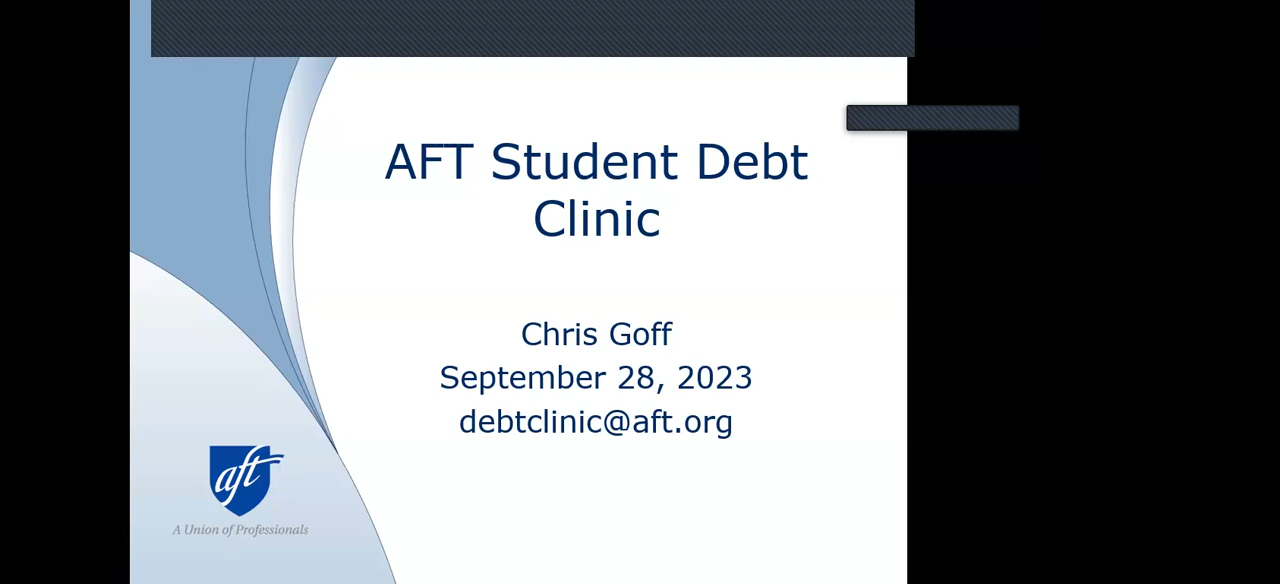 AFT Student Debt
Clinic
Chris Goff
September 28, 2023
debtclinic@aft.org
aft
A Union of Professionals